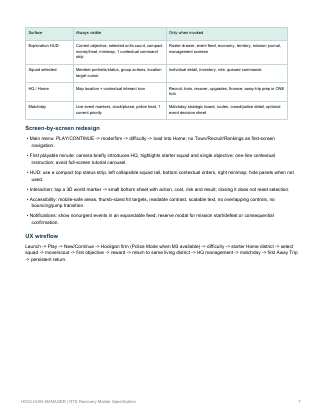 Surface Always visible Only when invoked
Exploration HUD Current objective, selected units count, compact Roster drawer, event feed, economy, territory, mission journal,
money/heat, minimap, 1 contextual command management screens
strip
Squad selected Member portraits/status, group actions, location Individual detail, inventory, role, queued commands
target cursor
HQ / Home Map location + contextual interact icon Recruit, train, recover, upgrades, finance, away-trip prep in ONE
hub
Matchday Live event markers, clock/phase, police heat, 1 Matchday strategic board, routes, crowd/police detail, optional
current priority event decision sheet
Screen-by-screen redesign
• Main menu: PLAY/CONTINUE -> mode/firm -> difficulty -> load into Home; no Town/Recruit/Rankings as first-screen
navigation.
• First playable minute: camera briefly introduces HQ, highlights starter squad and single objective; one-line contextual
instruction; avoid full-screen tutorial carousel.
• HUD: use a compact top status strip, left collapsible squad rail, bottom contextual orders, right minimap; hide panels when not
used.
• Interaction: tap a 3D world marker -> small bottom sheet with action, cost, risk and result; closing it does not reset selection.
• Accessibility: mobile-safe areas, thumb-sized hit targets, readable contrast, scalable text, no overlapping controls, no
bouncing/jump transition.
• Notifications: show nonurgent events in an expandable feed; reserve modal for mission start/defeat or consequential
confirmation.
UX wireflow
Launch -> Play -> New/Continue -> Hooligan firm (Police Mode when M3 available) -> difficulty -> starter Home district -> select
squad -> move/scout -> first objective -> reward -> return to same living district -> HQ management -> matchday -> first Away Trip
-> persistent return.
HOOLIGAN MANAGER | RTS Recovery Master Specification 7